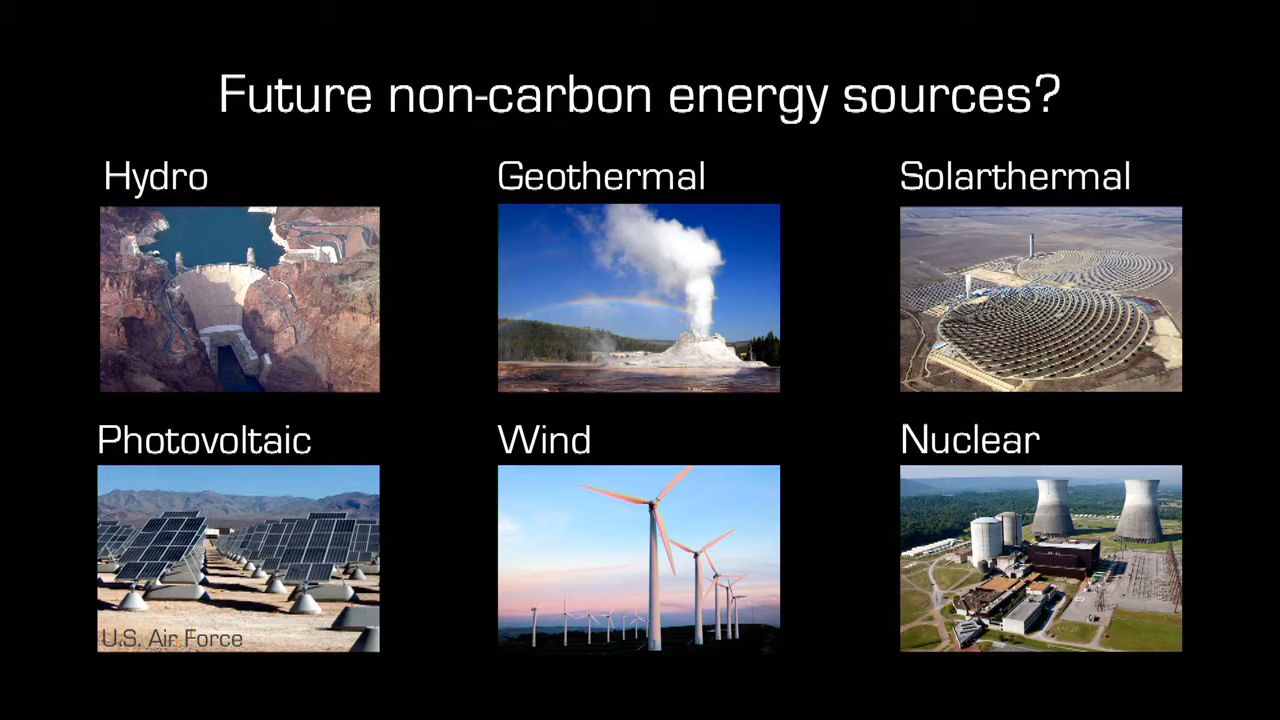 Future non-carbon energy sources?
Hydro
Geothermal
Solarthermal
Photovoltaic
Wind
Nuclear
U.S. Air Force